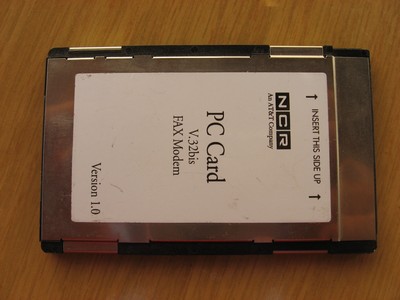 ↑ INSERT THIS SIDE UP ↑
NCR
An AT&T Company
PC Card
V.32bis
FAX Modem
Version 1.0